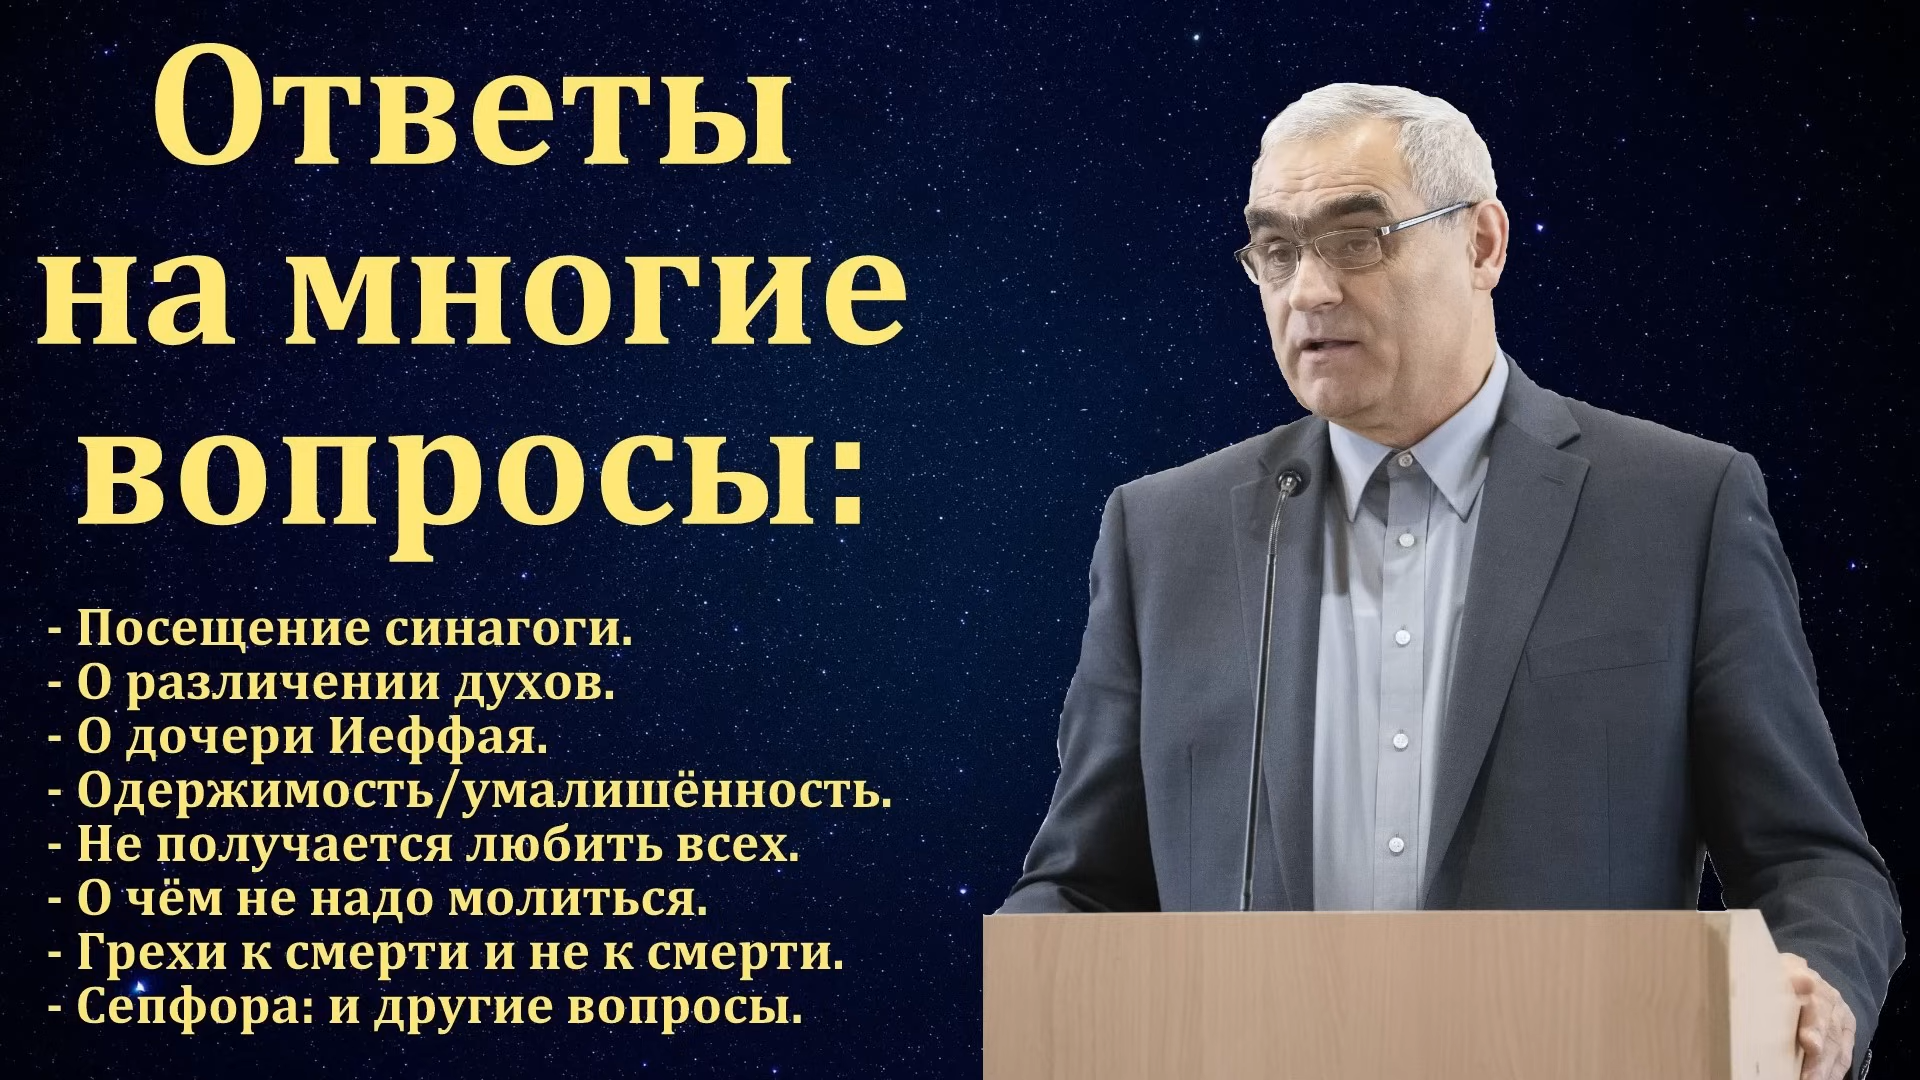 Ответы
на многие
вопросы:
- Посещение синагоги.
- О различении духов.
- О дочери Иеффая.
- Одержимость/умалишённость.
- Не получается любить всех.
- О чём не надо молиться.
- Грехи к смерти и не к смерти.
- Сепфора: и другие вопросы.